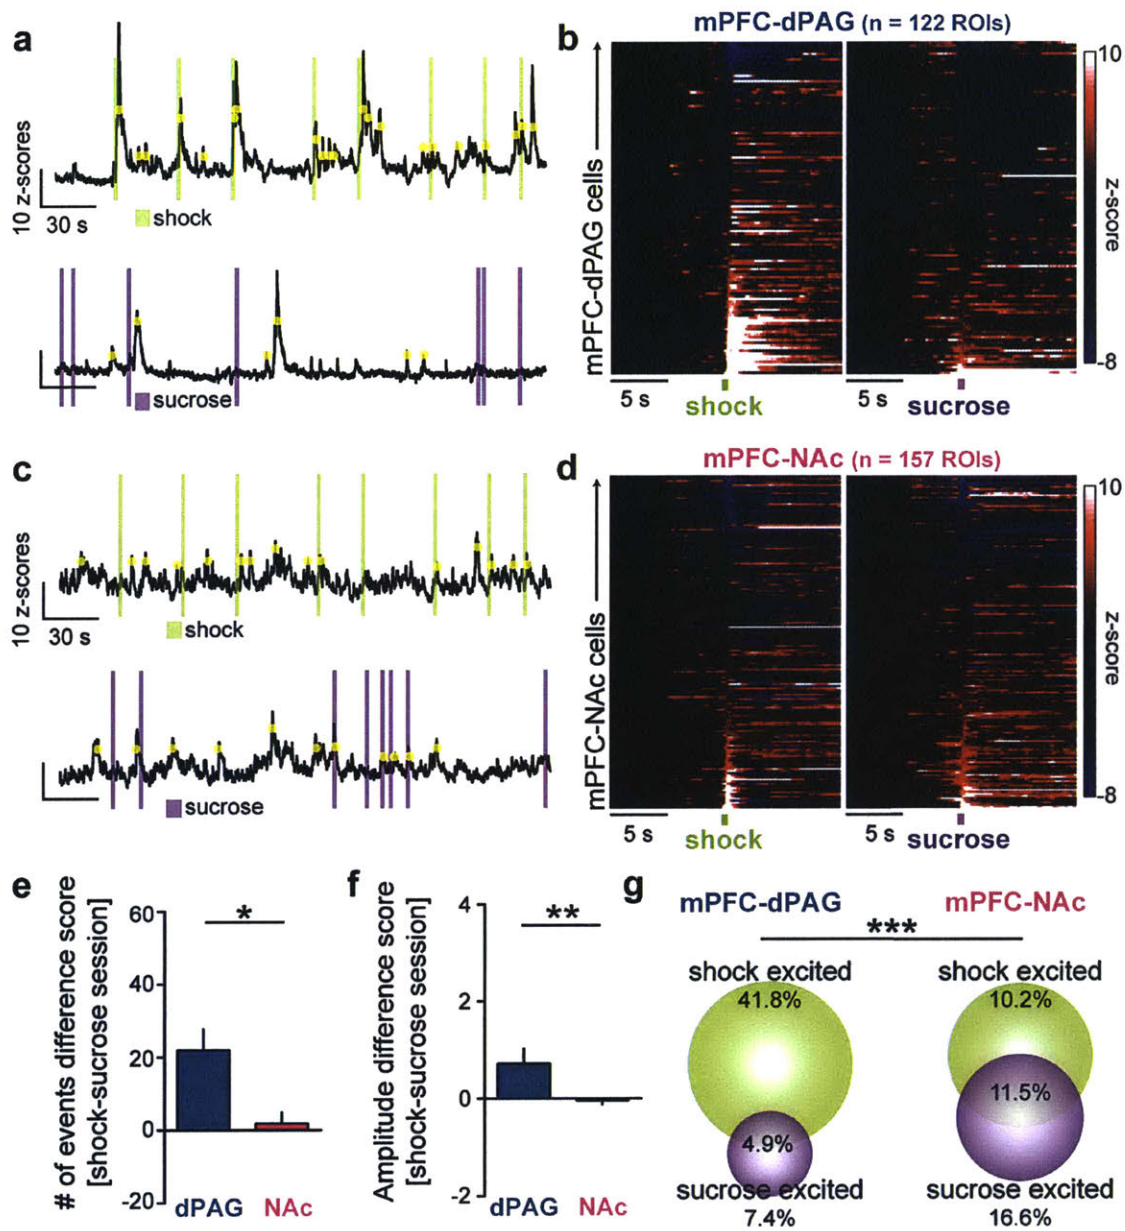 a
10 z-scores
30 s
shock
sucrose
b
mPFC-dPAG (n = 122 ROIs)
mPFC-dPAG cells
5 s
shock
5 s
sucrose
10
z-score
-8
c
10 z-scores
30 s
shock
sucrose
d
mPFC-NAc (n = 157 ROIs)
mPFC-NAc cells
5 s
shock
5 s
sucrose
10
z-score
-8
e
# of events difference score
[shock-sucrose session]
60
40
20
0
-20
*
dPAG NAc
f
Amplitude difference score
[shock-sucrose session]
4
2
0
-2
**
dPAG NAc
g
mPFC-dPAG mPFC-NAc
***
shock excited
41.8%
4.9%
sucrose excited
7.4%
shock excited
10.2%
11.5%
sucrose excited
16.6%